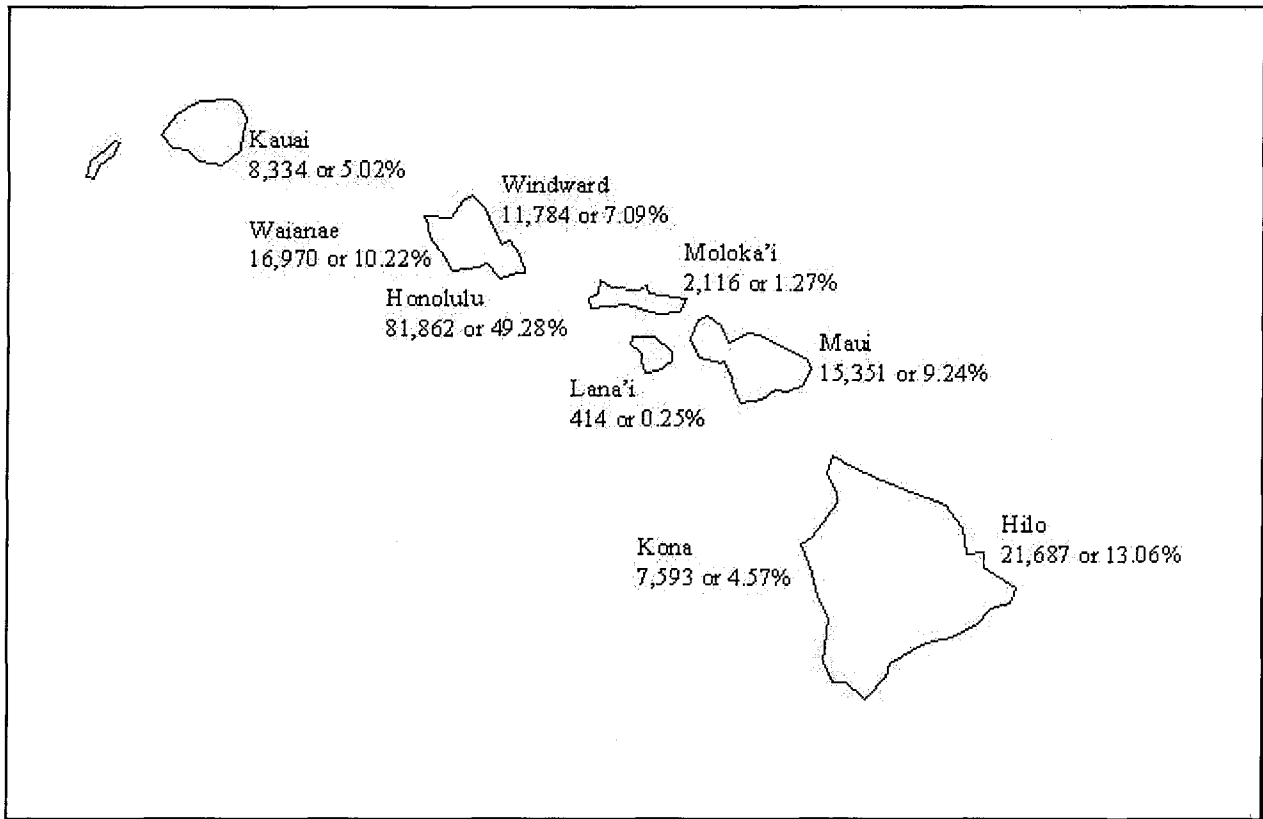 Kauai
8,334 or 5.02%
Windward
11,784 or 7.09%
Waianae
16,970 or 10.22%
Moloka'i
2,116 or 1.27%
Honolulu
81,862 or 49.28%
Maui
15,351 or 9.24%
Lana'i
414 or 0.25%
Hilo
21,687 or 13.06%
Kona
7,593 or 4.57%